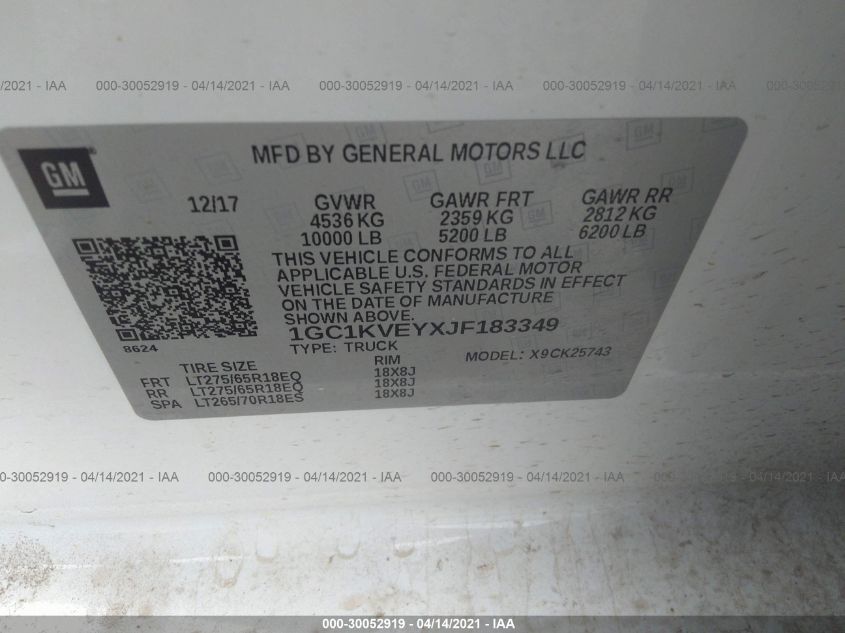 000-30052919 - 04/14/2021 - IAA 000-30052919 - 04/14/2021 - IAA 000-30052919 - 04/14/2021 - IAA
GM
MFD BY GENERAL MOTORS LLC
12/17 GVWR GAWR FRT GAWR RR
4536 KG 2359 KG 2812 KG
10000 LB 5200 LB 6200 LB
THIS VEHICLE CONFORMS TO ALL
APPLICABLE U.S. FEDERAL MOTOR
VEHICLE SAFETY STANDARDS IN EFFECT
ON THE DATE OF MANUFACTURE
SHOWN ABOVE.
1GC1KVEYXJF183349
8624 TYPE: TRUCK MODEL: X9CK25743
TIRE SIZE RIM
FRT LT275/65R18EQ 18X8J
RR LT275/65R18EQ 18X8J
SPA LT265/70R18ES 18X8J
0-30052919 - 04/14/2021 - IAA 000-30052919 - 04/14/2021 - IAA 000-30052919 - 04/14/2021 - IAA 000-30052919
000-30052919 - 04/14/2021 - IAA